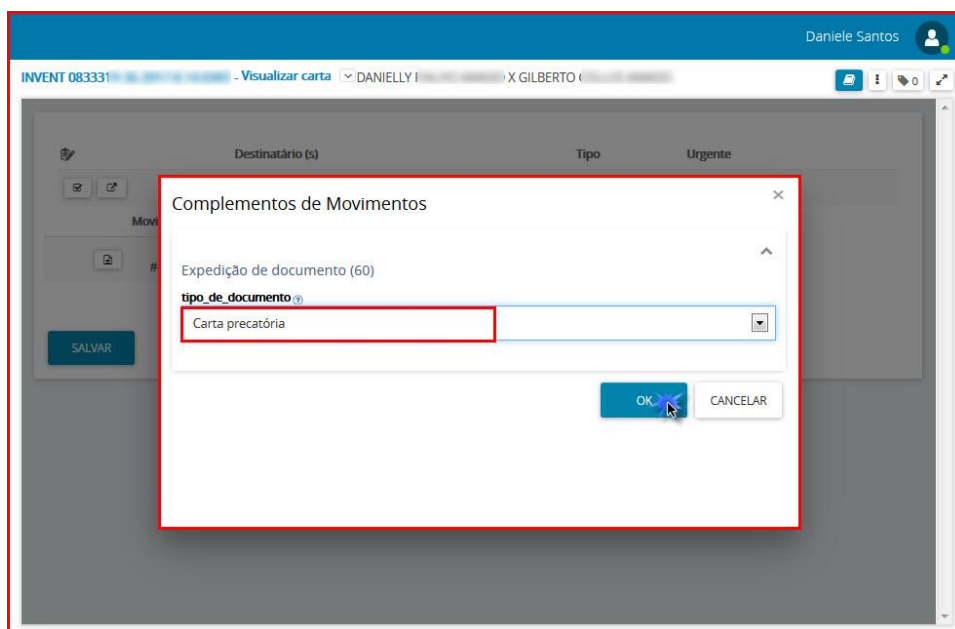 Daniele Santos
INVENT 083331 - Visualizar carta DANIELLY X GILBERTO
0
Destinatário (s) Tipo Urgente
Complementos de Movimentos
Expedição de documento (60)
tipo_de_documento
Carta precatória
SALVAR
OK CANCELAR